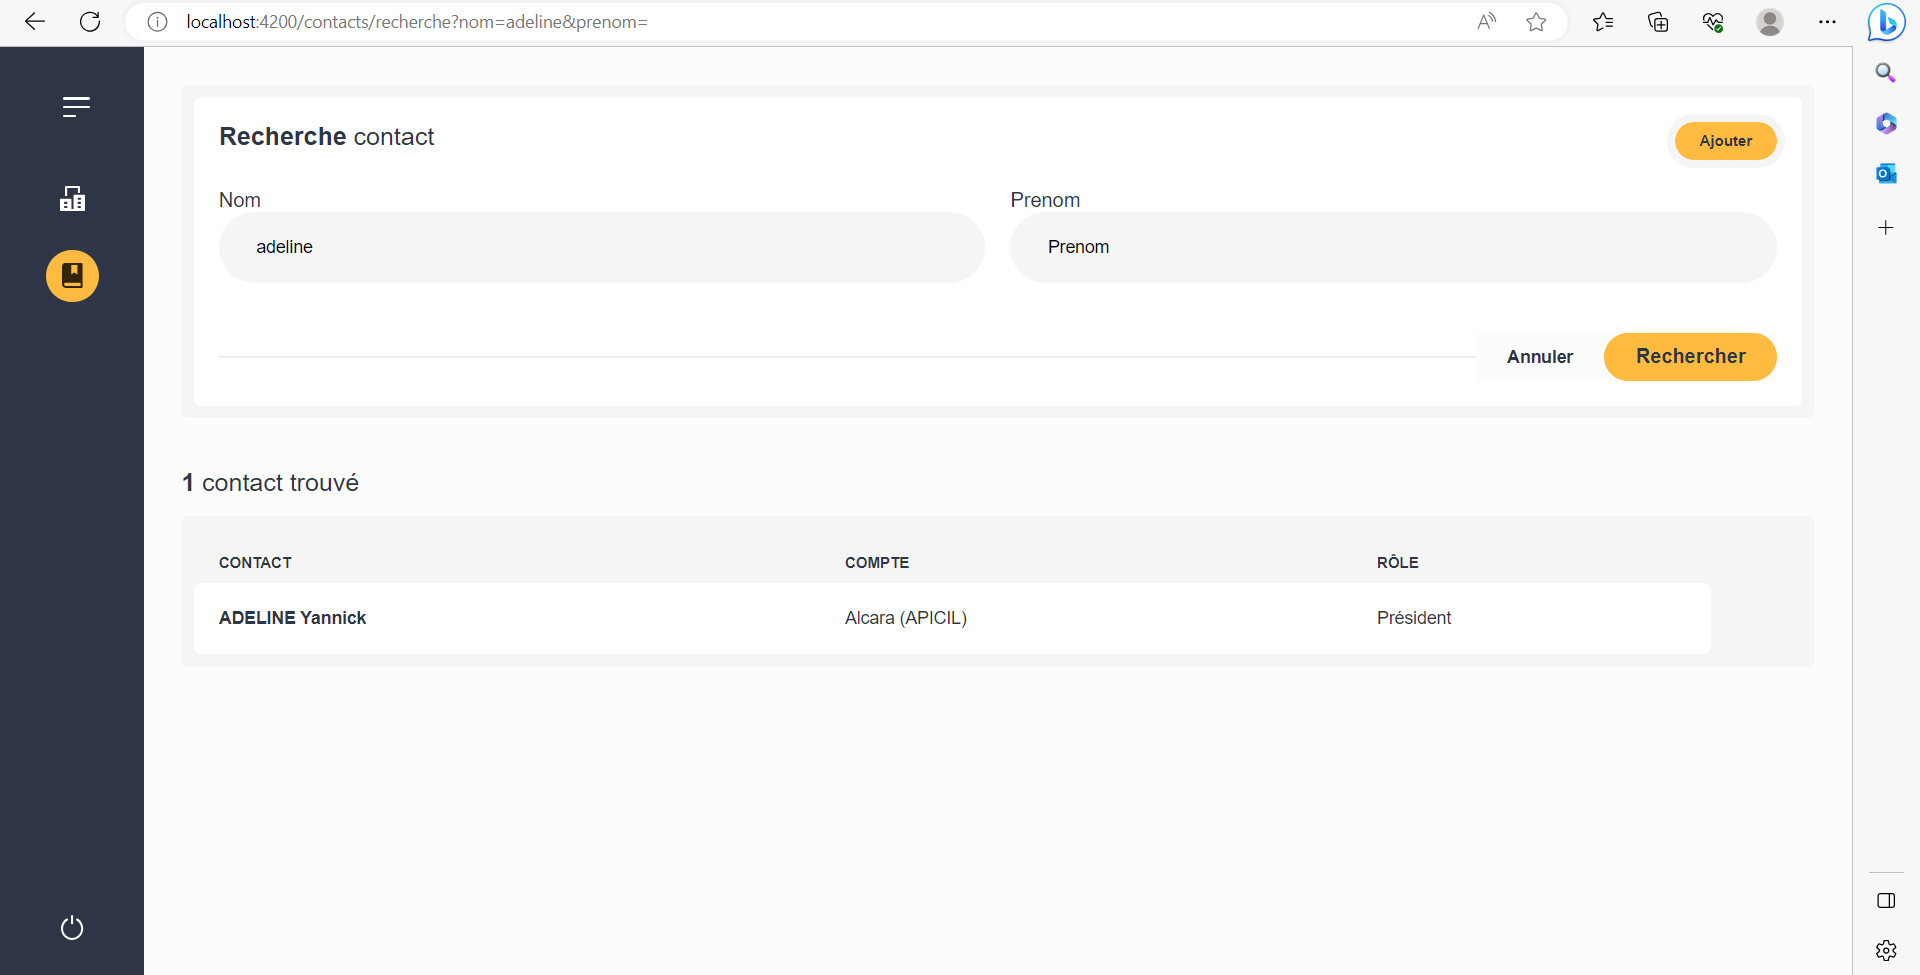 localhost:4200/contacts/recherche?nom=adeline&prenom=
Recherche contact
Ajouter
Nom
Prenom
adeline
Prenom
Annuler
Rechercher
1 contact trouvé
CONTACT
COMPTE
RÔLE
ADELINE Yannick
Alcara (APICIL)
Président